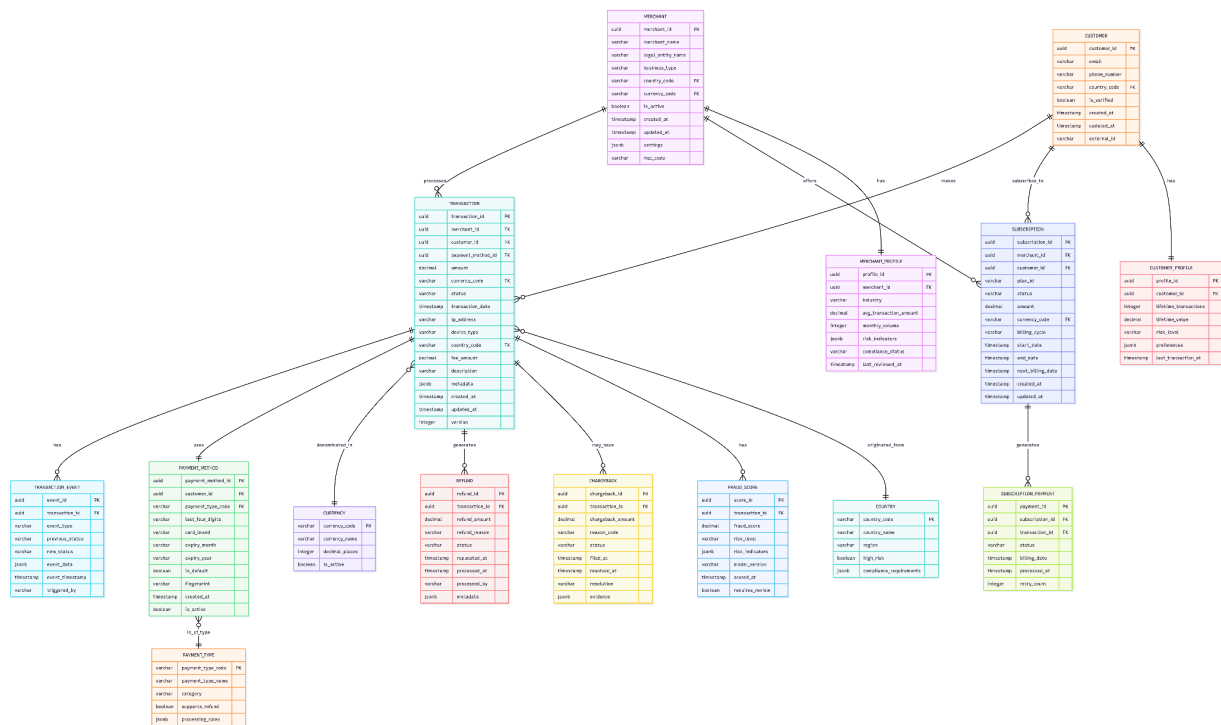 MERCHANT
uuid merchant_id PK
varchar merchant_name
varchar legal_entity_name
varchar business_type
varchar country_code FK
varchar currency_code FK
boolean is_active
timestamp created_at
timestamp updated_at
jsonb settings
varchar mcc_code
CUSTOMER
uuid customer_id PK
varchar email
varchar phone_number
varchar country_code FK
boolean is_verified
timestamp created_at
timestamp updated_at
varchar external_id
processes
offers
has
makes
subscribes_to
has
TRANSACTION
uuid transaction_id PK
uuid merchant_id FK
uuid customer_id FK
uuid payment_method_id FK
decimal amount
varchar currency_code FK
varchar status
timestamp transaction_date
varchar ip_address
varchar device_type
varchar country_code FK
decimal fee_amount
varchar description
jsonb metadata
timestamp created_at
timestamp updated_at
integer version
MERCHANT_PROFILE
uuid profile_id PK
uuid merchant_id FK
varchar industry
decimal avg_transaction_amount
integer monthly_volume
jsonb risk_indicators
varchar compliance_status
timestamp last_reviewed_at
SUBSCRIPTION
uuid subscription_id PK
uuid merchant_id FK
uuid customer_id FK
varchar plan_id
varchar status
decimal amount
varchar currency_code FK
varchar billing_cycle
timestamp start_date
timestamp end_date
timestamp next_billing_date
timestamp created_at
timestamp updated_at
CUSTOMER_PROFILE
uuid profile_id PK
uuid customer_id FK
integer lifetime_transactions
decimal lifetime_value
varchar risk_level
jsonb preferences
timestamp last_transaction_at
has
uses
denominated_in
generates
may_have
has
originated_from
generates
TRANSACTION_EVENT
uuid event_id PK
uuid transaction_id FK
varchar event_type
varchar previous_status
varchar new_status
jsonb event_data
timestamp event_timestamp
varchar triggered_by
PAYMENT_METHOD
uuid payment_method_id PK
uuid customer_id FK
varchar payment_type_code FK
varchar last_four_digits
varchar card_brand
varchar expiry_month
varchar expiry_year
boolean is_default
varchar fingerprint
timestamp created_at
boolean is_active
CURRENCY
varchar currency_code PK
varchar currency_name
integer decimal_places
boolean is_active
REFUND
uuid refund_id PK
uuid transaction_id FK
decimal refund_amount
varchar refund_reason
varchar status
timestamp requested_at
timestamp processed_at
varchar processed_by
jsonb metadata
CHARGEBACK
uuid chargeback_id PK
uuid transaction_id FK
decimal chargeback_amount
varchar reason_code
varchar status
timestamp filed_at
timestamp resolved_at
varchar resolution
jsonb evidence
FRAUD_SCORE
uuid score_id PK
uuid transaction_id FK
decimal fraud_score
varchar risk_level
jsonb risk_indicators
varchar model_version
timestamp scored_at
boolean requires_review
COUNTRY
varchar country_code PK
varchar country_name
varchar region
boolean high_risk
jsonb compliance_requirements
SUBSCRIPTION_PAYMENT
uuid payment_id PK
uuid subscription_id FK
uuid transaction_id FK
varchar status
timestamp billing_date
timestamp processed_at
integer retry_count
is_of_type
PAYMENT_TYPE
varchar payment_type_code PK
varchar payment_type_name
varchar category
boolean supports_refund
jsonb processing_rules